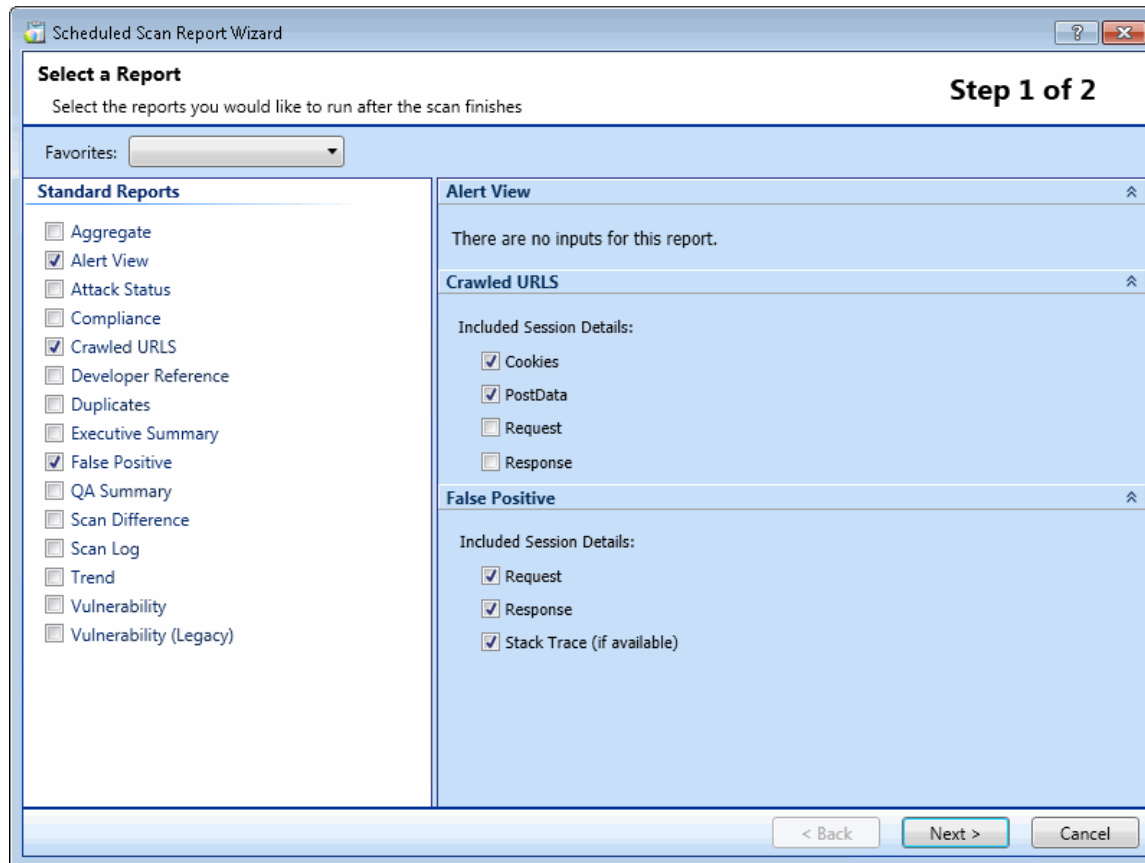 Scheduled Scan Report Wizard
Select a Report
Select the reports you would like to run after the scan finishes
Step 1 of 2
Favorites:
Standard Reports
Aggregate
Alert View
Attack Status
Compliance
Crawled URLS
Developer Reference
Duplicates
Executive Summary
False Positive
QA Summary
Scan Difference
Scan Log
Trend
Vulnerability
Vulnerability (Legacy)
Alert View
There are no inputs for this report.
Crawled URLS
Included Session Details:
Cookies
PostData
Request
Response
False Positive
Included Session Details:
Request
Response
Stack Trace (if available)
< Back
Next >
Cancel